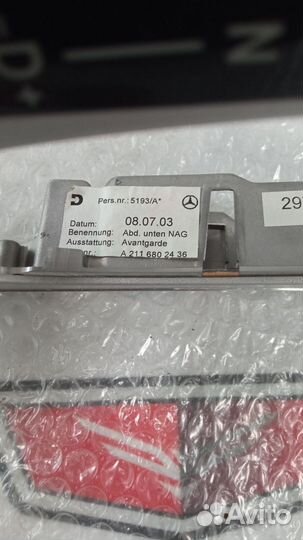 N
D+
Pers.nr.: 5193/A*
29
Datum: 08.07.03
Benennung: Abd. unten NAG
Ausstattung: Avantgarde
nr.: A 211 680 24 36
Avito